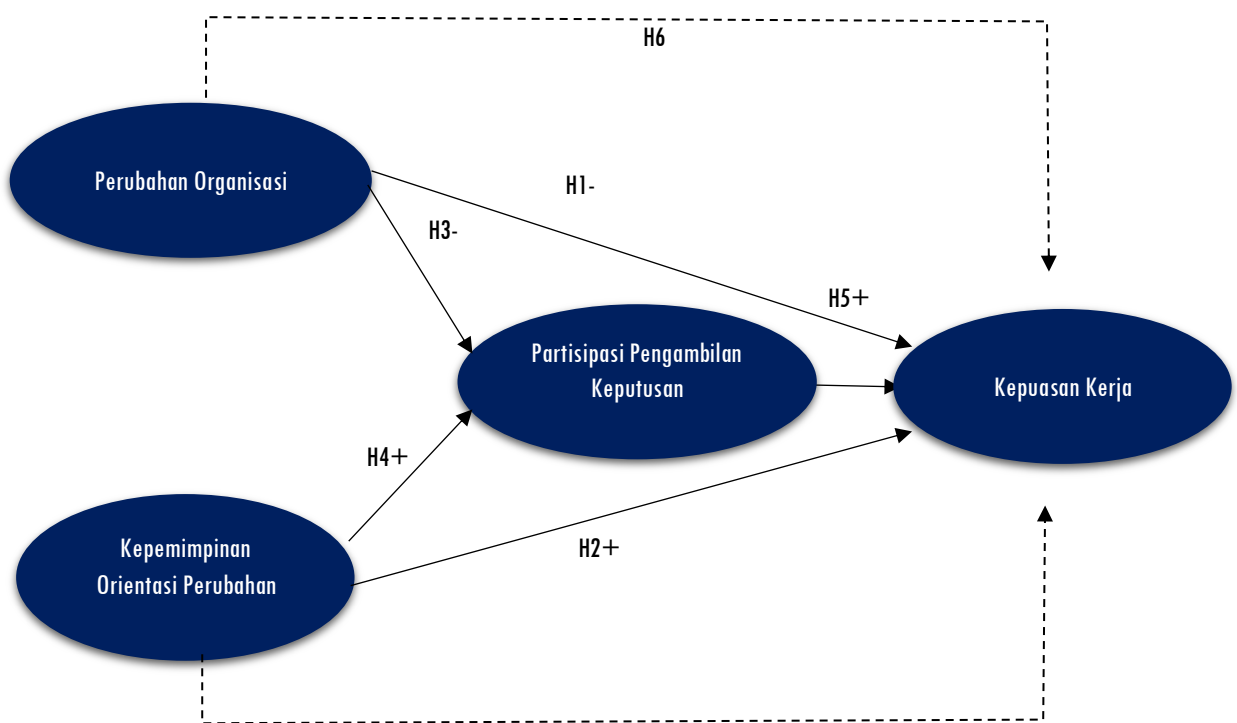 H6
Perubahan Organisasi
H1-
H3-
H5+
Partisipasi Pengambilan
Keputusan
Kepuasan Kerja
H4+
H2+
Kepemimpinan
Orientasi Perubahan